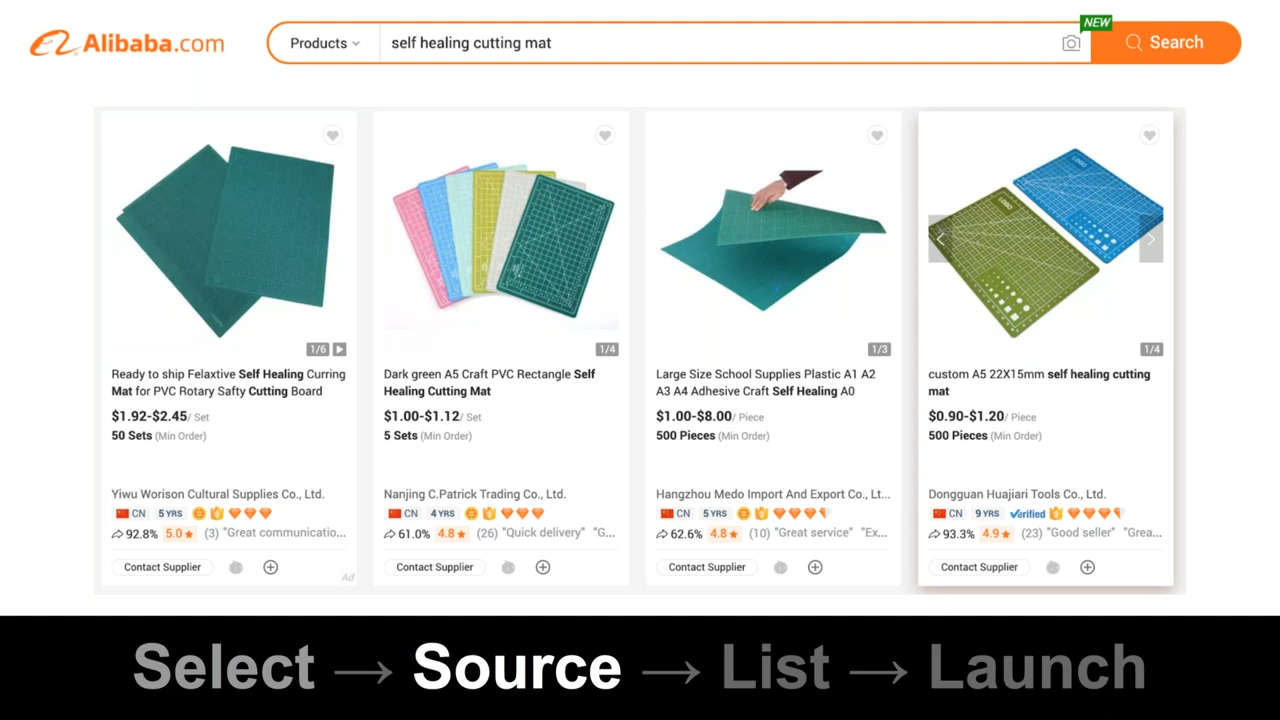 Alibaba.com
Products
self healing cutting mat
NEW
Search
1/6
Ready to ship Felaxtive Self Healing Curring
Mat for PVC Rotary Safty Cutting Board
$1.92-$2.45/ Set
50 Sets (Min Order)
Yiwu Worison Cultural Supplies Co., Ltd.
CN 5 YRS
92.8% 5.0 (3) "Great communicatio...
Contact Supplier
Ad
1/4
Dark green A5 Craft PVC Rectangle Self
Healing Cutting Mat
$1.00-$1.12/ Set
5 Sets (Min Order)
Nanjing C.Patrick Trading Co., Ltd.
CN 4 YRS
61.0% 4.8 (26) "Quick delivery" "G...
Contact Supplier
1/3
Large Size School Supplies Plastic A1 A2
A3 A4 Adhesive Craft Self Healing A0
$1.00-$8.00/ Piece
500 Pieces (Min Order)
Hangzhou Medo Import And Export Co., Lt...
CN 5 YRS
62.6% 4.8 (10) "Great service" "Ex...
Contact Supplier
LOGO
LOGO
1/4
custom A5 22X15mm self healing cutting
mat
$0.90-$1.20/ Piece
500 Pieces (Min Order)
Dongguan Huajiari Tools Co., Ltd.
CN 9 YRS Verified
93.3% 4.9 (23) "Good seller" "Grea...
Contact Supplier
Select → Source → List → Launch